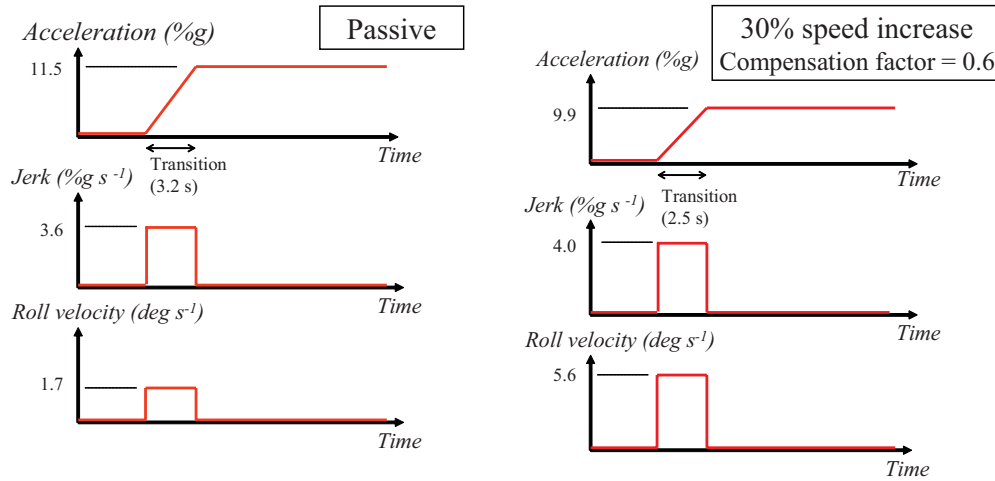 Passive
Acceleration (%g)
11.5
Time
Transition
(3.2 s)
Jerk (%g s -1)
3.6
Time
Roll velocity (deg s-1)
1.7
Time
30% speed increase
Compensation factor = 0.6
Acceleration (%g)
9.9
Time
Transition
(2.5 s)
Jerk (%g s -1)
4.0
Time
Roll velocity (deg s-1)
5.6
Time